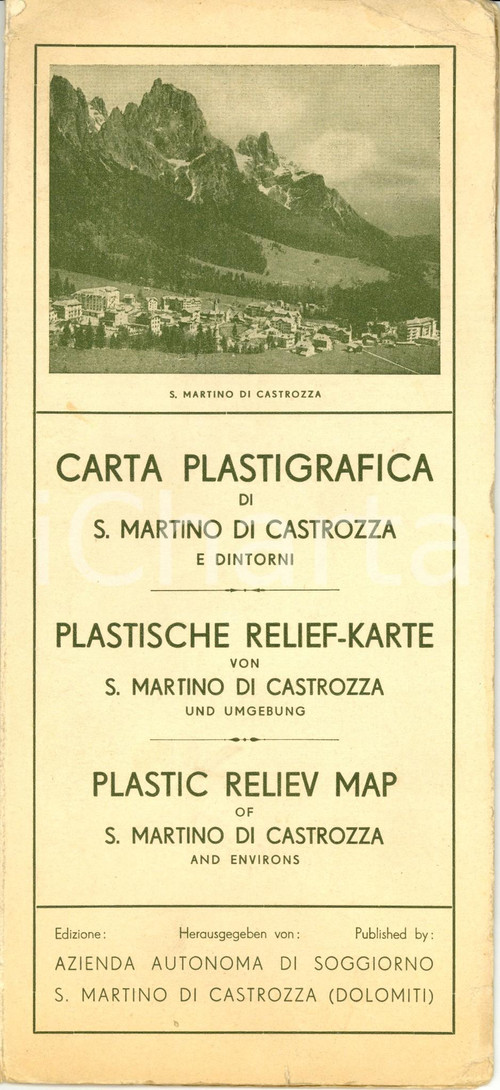 S. MARTINO DI CASTROZZA
CARTA PLASTIGRAFICA
DI
S. MARTINO DI CASTROZZA
E DINTORNI
iCharta
PLASTISCHE RELIEF-KARTE
VON
S. MARTINO DI CASTROZZA
UND UMGEBUNG
PLASTIC RELIEV MAP
OF
S. MARTINO DI CASTROZZA
AND ENVIRONS
Edizione: Herausgegeben von: Published by:
AZIENDA AUTONOMA DI SOGGIORNO
S. MARTINO DI CASTROZZA (DOLOMITI)